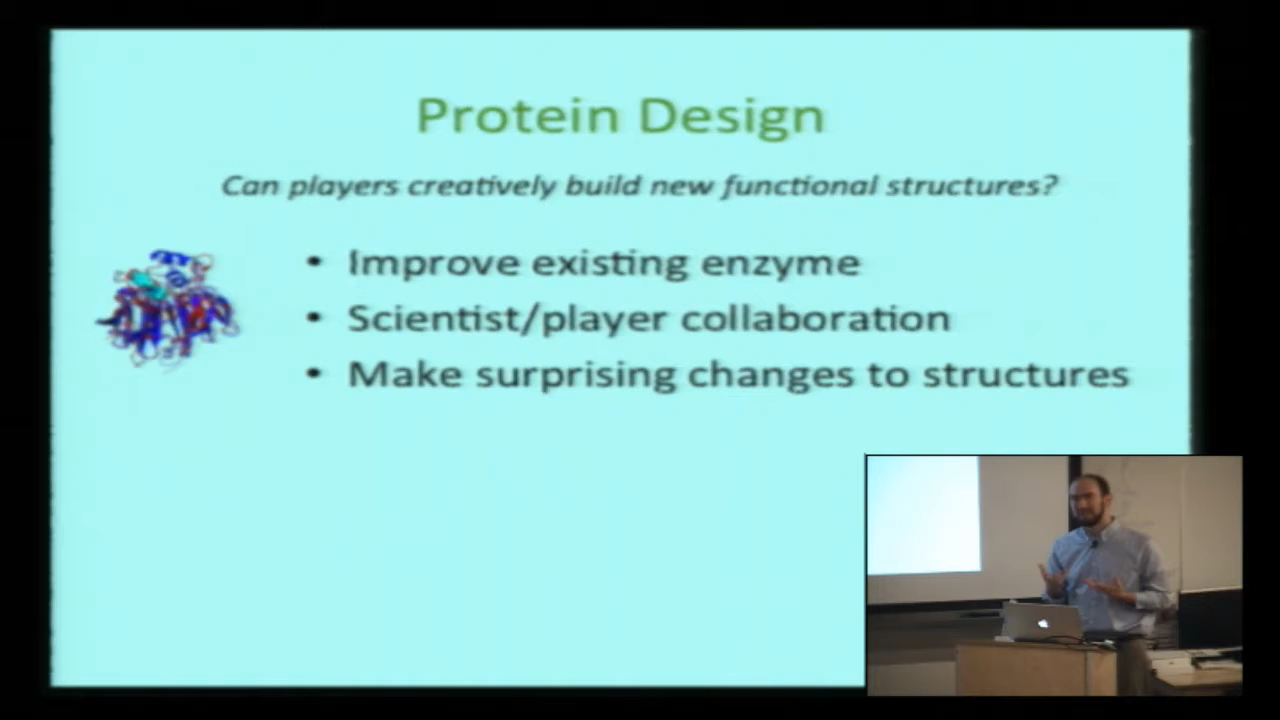 Protein Design
Can players creatively build new functional structures?
• Improve existing enzyme
• Scientist/player collaboration
• Make surprising changes to structures